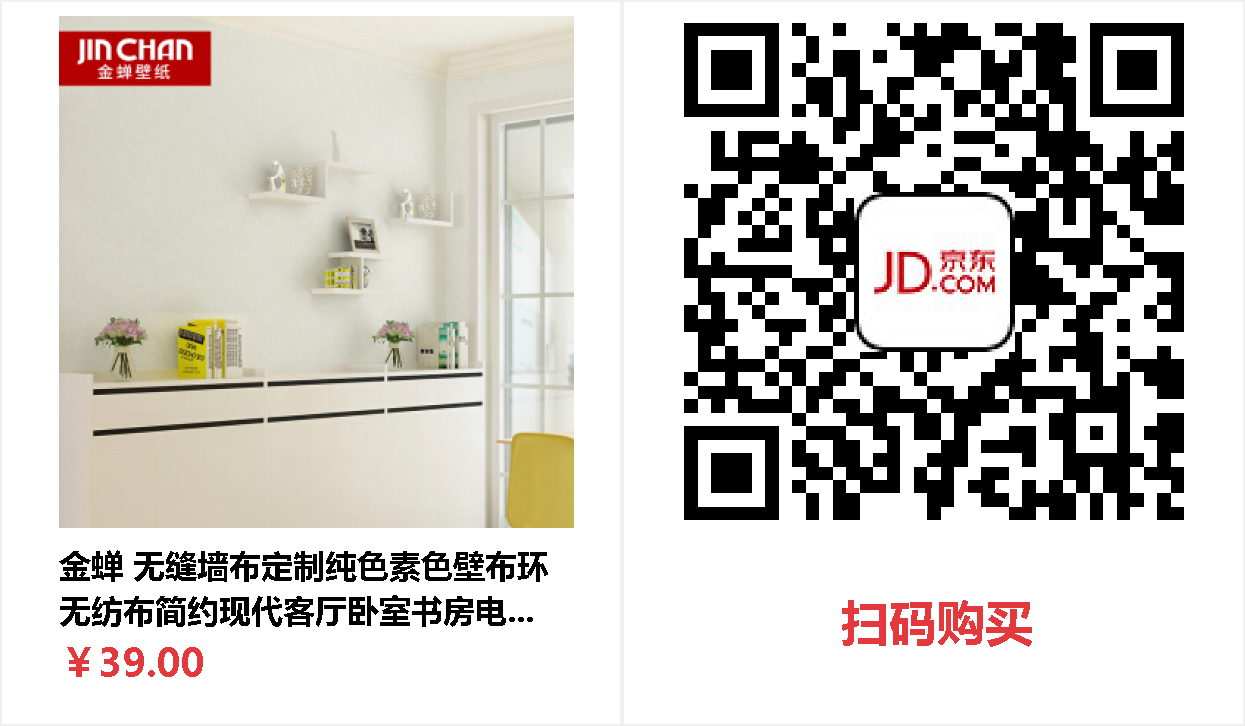 JIN CHAN
金蝉壁纸
金蝉 无缝墙布定制纯色素色壁布环
无纺布简约现代客厅卧室书房电...
￥39.00
JD 京东
.COM
扫码购买